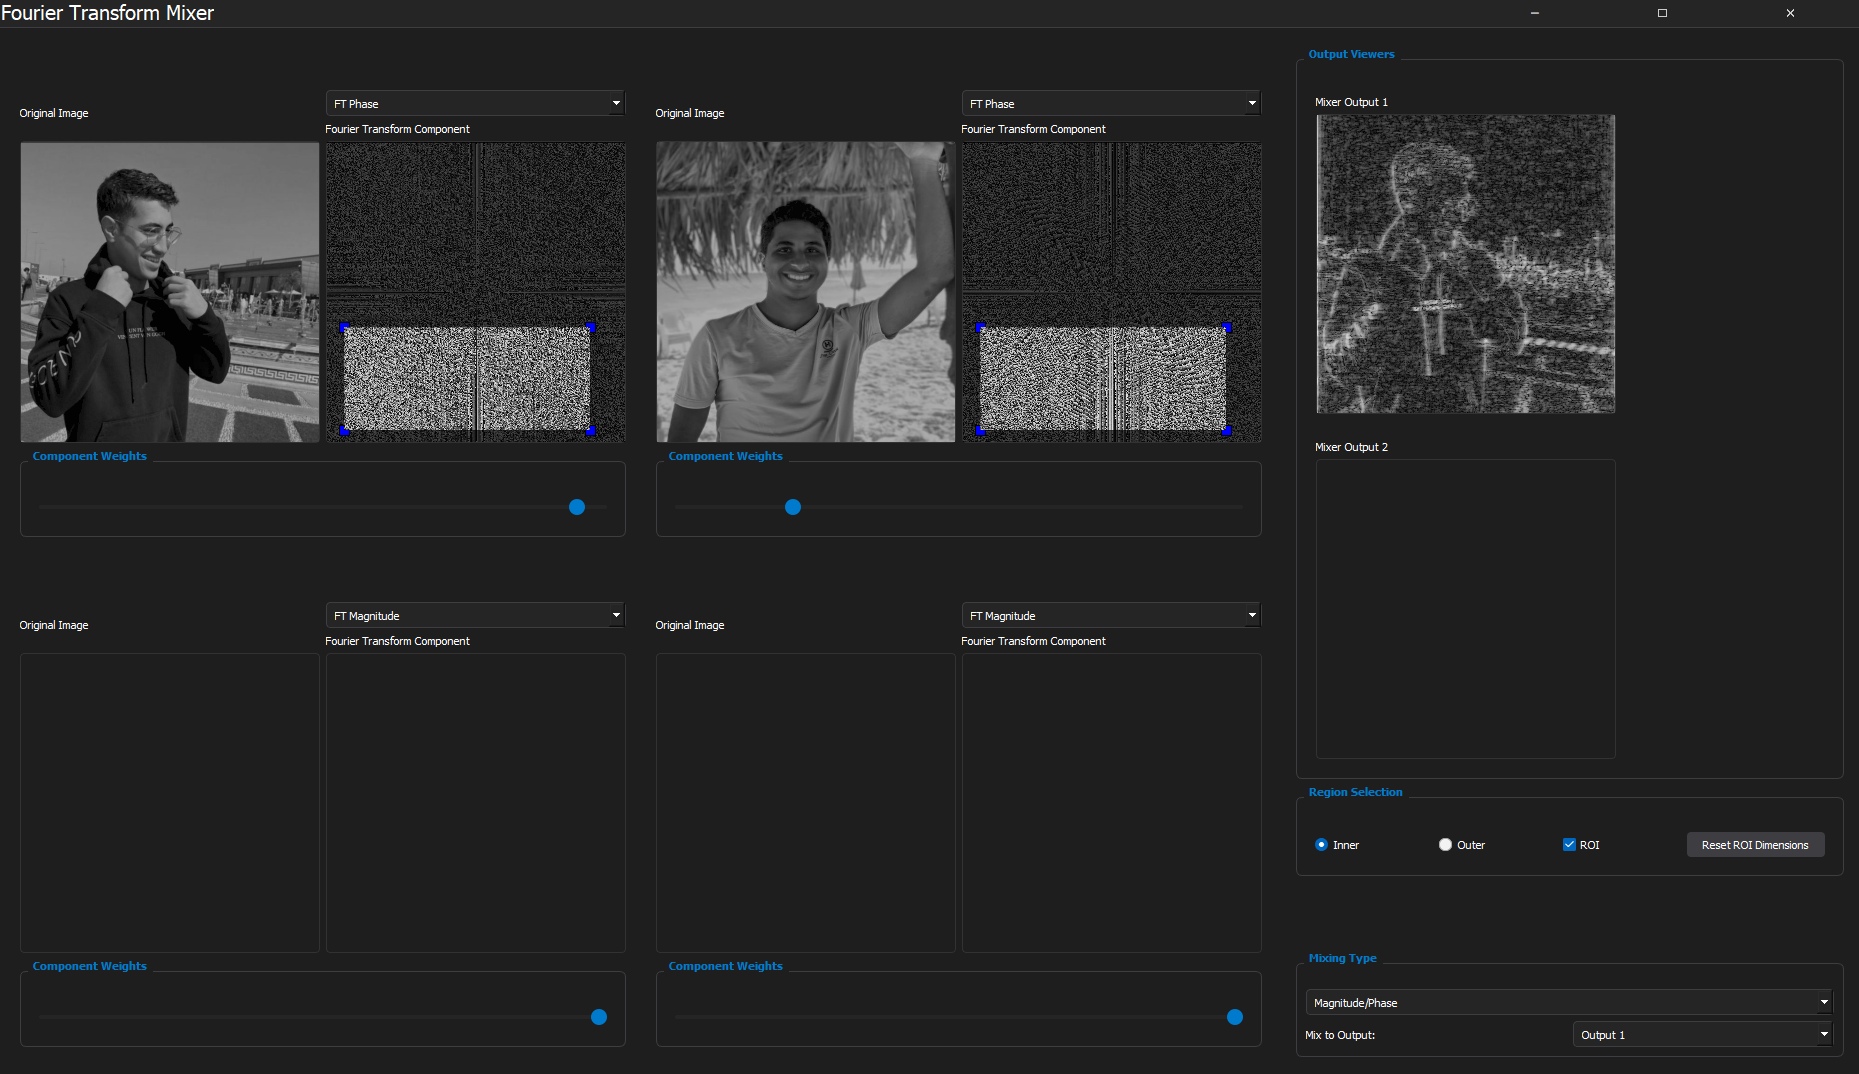 Fourier Transform Mixer
Original Image
FT Phase
Fourier Transform Component
Original Image
FT Phase
Fourier Transform Component
Component Weights
Component Weights
Original Image
FT Magnitude
Fourier Transform Component
Original Image
FT Magnitude
Fourier Transform Component
Component Weights
Component Weights
Output Viewers
Mixer Output 1
Mixer Output 2
Region Selection
Inner
Outer
ROI
Reset ROI Dimensions
Mixing Type
Magnitude/Phase
Mix to Output:
Output 1